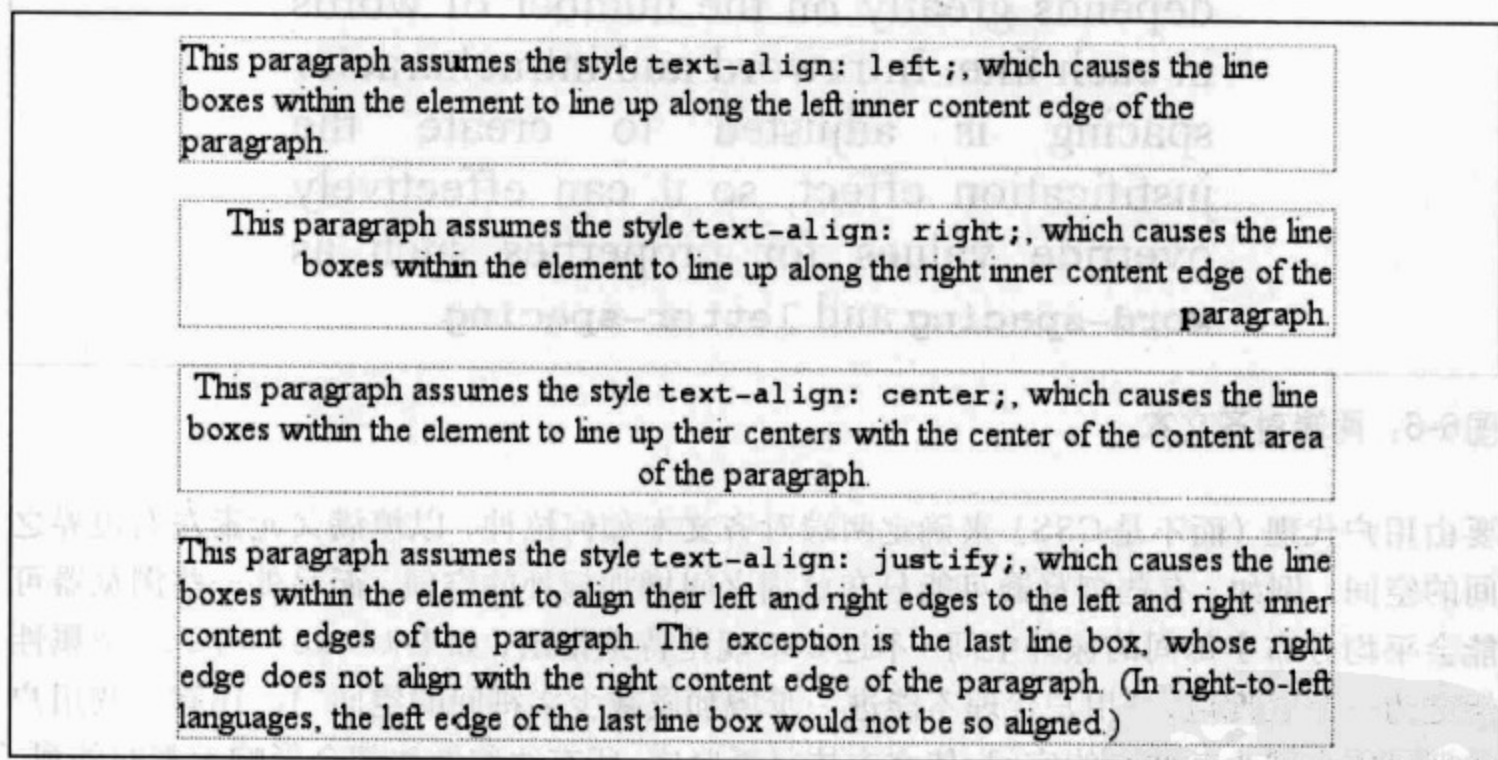 This paragraph assumes the style text-align: left;, which causes the line
boxes within the element to line up along the left inner content edge of the
paragraph.
This paragraph assumes the style text-align: right;, which causes the line
boxes within the element to line up along the right inner content edge of the
paragraph.
This paragraph assumes the style text-align: center;, which causes the line
boxes within the element to line up their centers with the center of the content area
of the paragraph.
This paragraph assumes the style text-align: justify;, which causes the line
boxes within the element to align their left and right edges to the left and right inner
content edges of the paragraph. The exception is the last line box, whose right
edge does not align with the right content edge of the paragraph. (In right-to-left
languages, the left edge of the last line box would not be so aligned.)